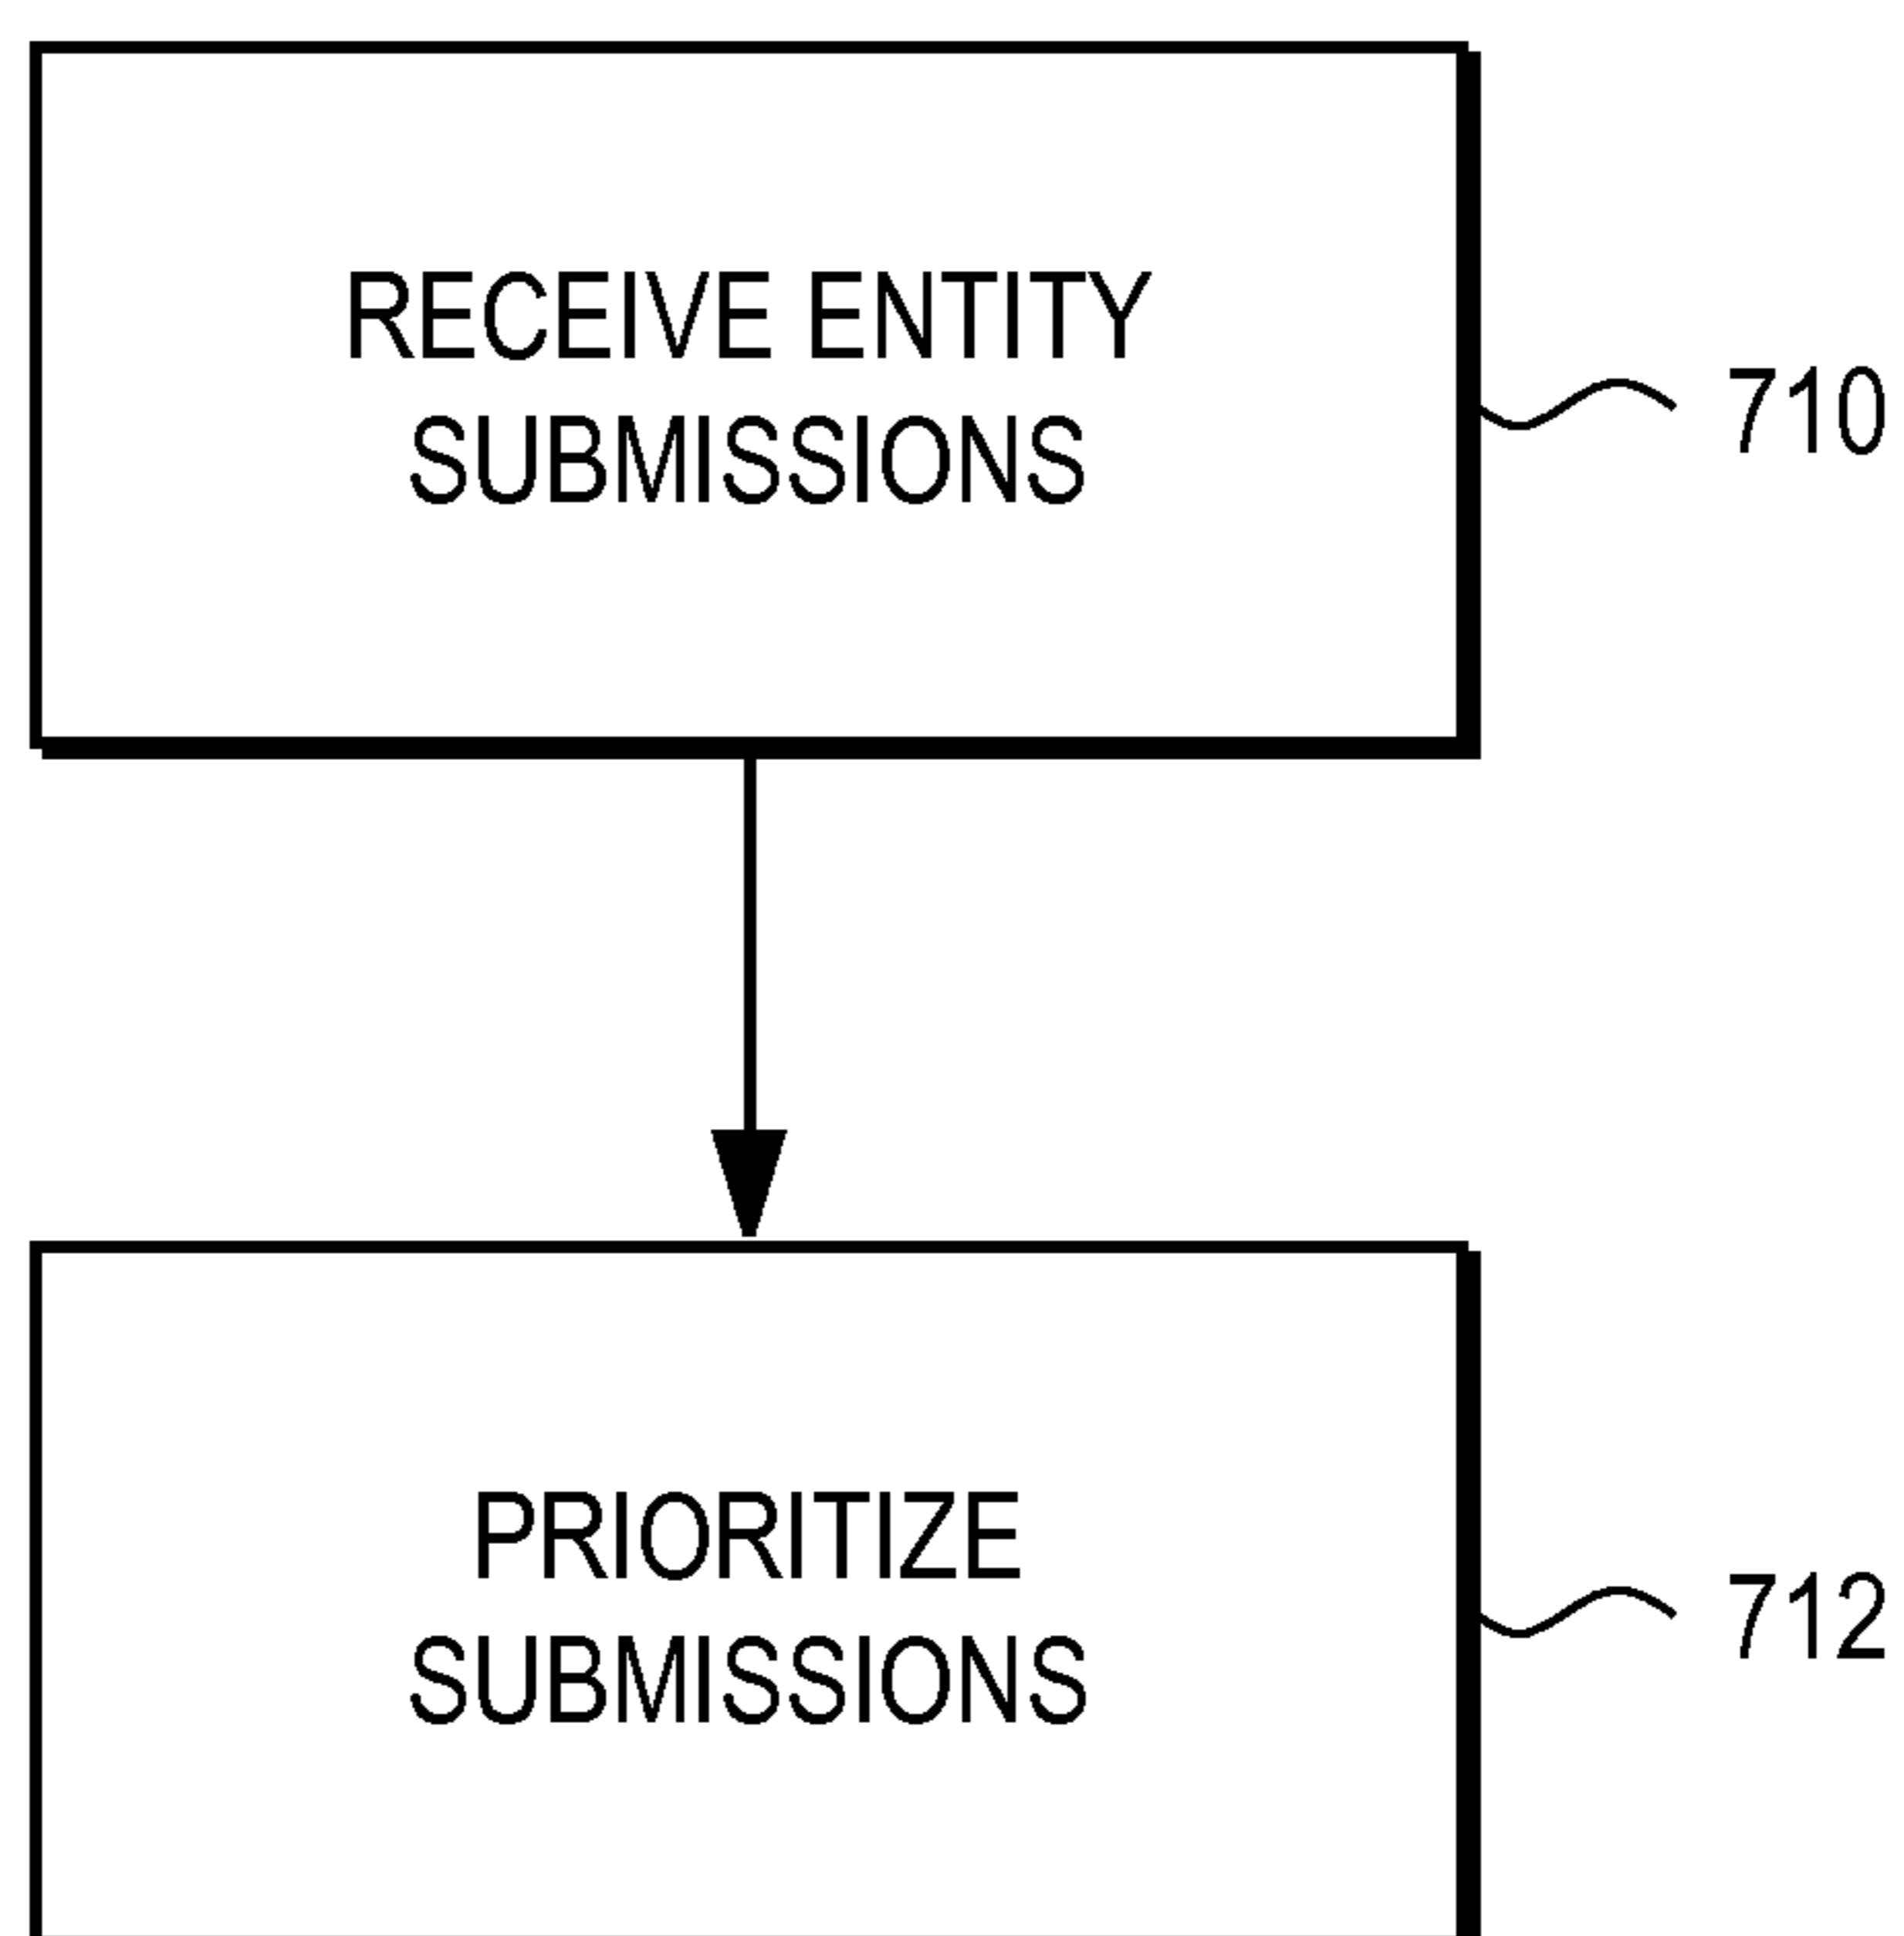 RECEIVE ENTITY
SUBMISSIONS
710
PRIORITIZE
SUBMISSIONS
712